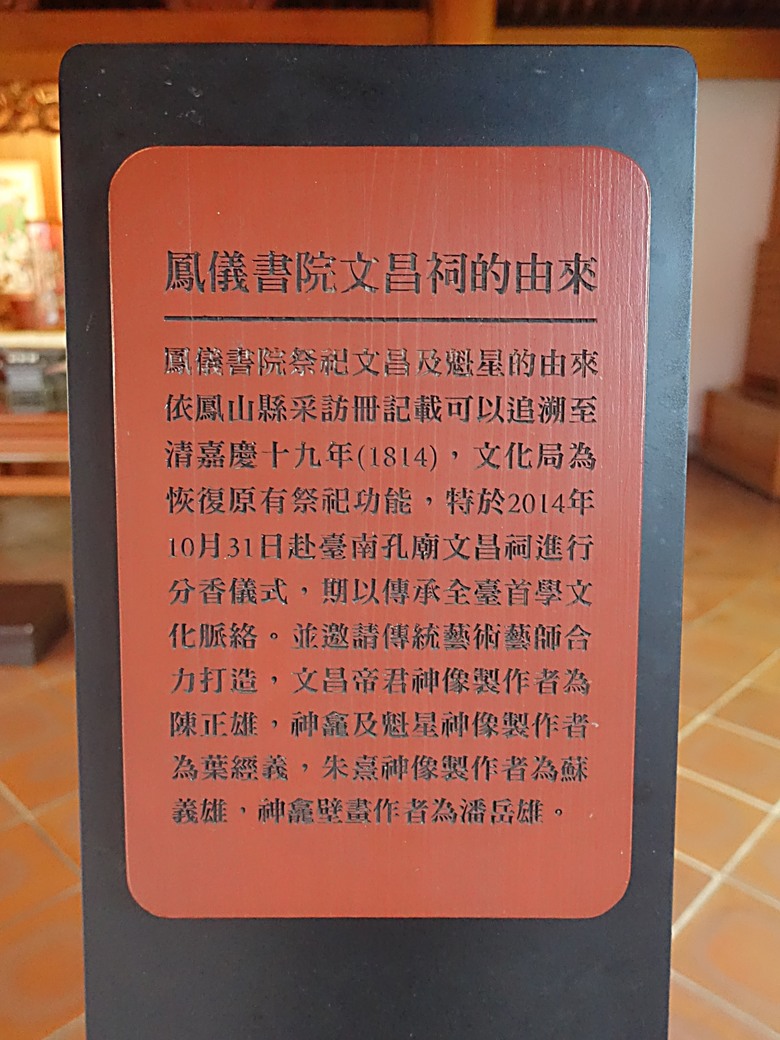 鳳儀書院文昌祠的由來
鳳儀書院祭祀文昌及魁星的由來
依鳳山縣采訪冊記載可以追溯至
清嘉慶十九年(1814)，文化局為
恢復原有祭祀功能，特於2014年
10月31日赴臺南孔廟文昌祠進行
分香儀式，期以傳承全臺首學文
化脈絡。並邀請傳統藝術藝師合
力打造，文昌帝君神像製作者為
陳正雄，神龕及魁星神像製作者
為葉經義，朱熹神像製作者為蘇
義雄，神龕壁畫作者為潘岳雄。